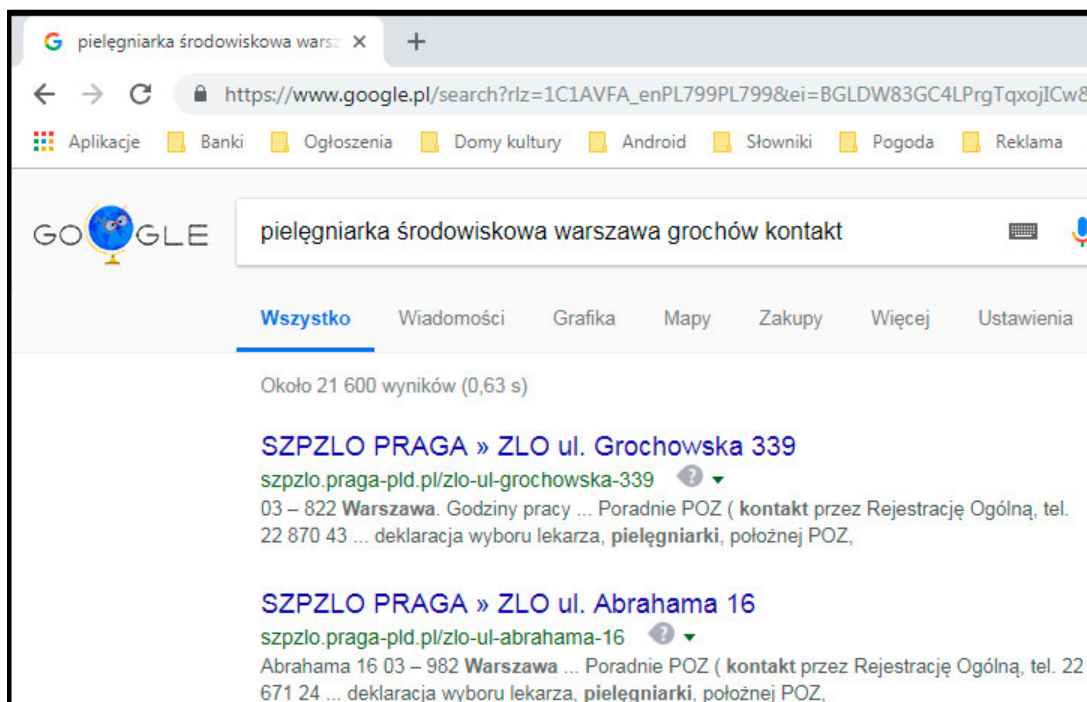 pielęgniarka środowiskowa warsz
https://www.google.pl/search?rlz=1C1AVFA_enPL799PL799&ei=BGLDW83GC4LPrgTqxojICw&
Aplikacje Banki Ogłoszenia Domy kultury Android Słowniki Pogoda Reklama
GOOGLE pielęgniarka środowiskowa warszawa grochów kontakt
Wszystko Wiadomości Grafika Mapy Zakupy Więcej Ustawienia
Około 21 600 wyników (0,63 s)
SZPZLO PRAGA » ZLO ul. Grochowska 339
szpzlo.praga-pld.pl/zlo-ul-grochowska-339
03 – 822 Warszawa. Godziny pracy ... Poradnie POZ ( kontakt przez Rejestrację Ogólną, tel.
22 870 43 ... deklaracja wyboru lekarza, pielęgniarki, położnej POZ,
SZPZLO PRAGA » ZLO ul. Abrahama 16
szpzlo.praga-pld.pl/zlo-ul-abrahama-16
Abrahama 16 03 – 982 Warszawa ... Poradnie POZ ( kontakt przez Rejestrację Ogólną, tel. 22
671 24 ... deklaracja wyboru lekarza, pielęgniarki, położnej POZ,